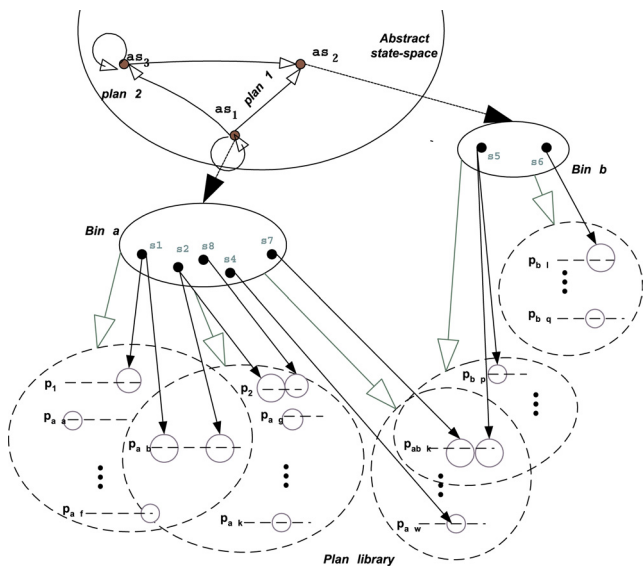 Abstract
state-space
as3
as2
plan 1
plan 2
as1
s5
s6
Bin b
Bin a
s1
s2
s8
s4
s7
pb l
pb q
p1
pa a
pa b
pa f
p2
pa g
pa k
pb p
pab k
pa w
Plan library